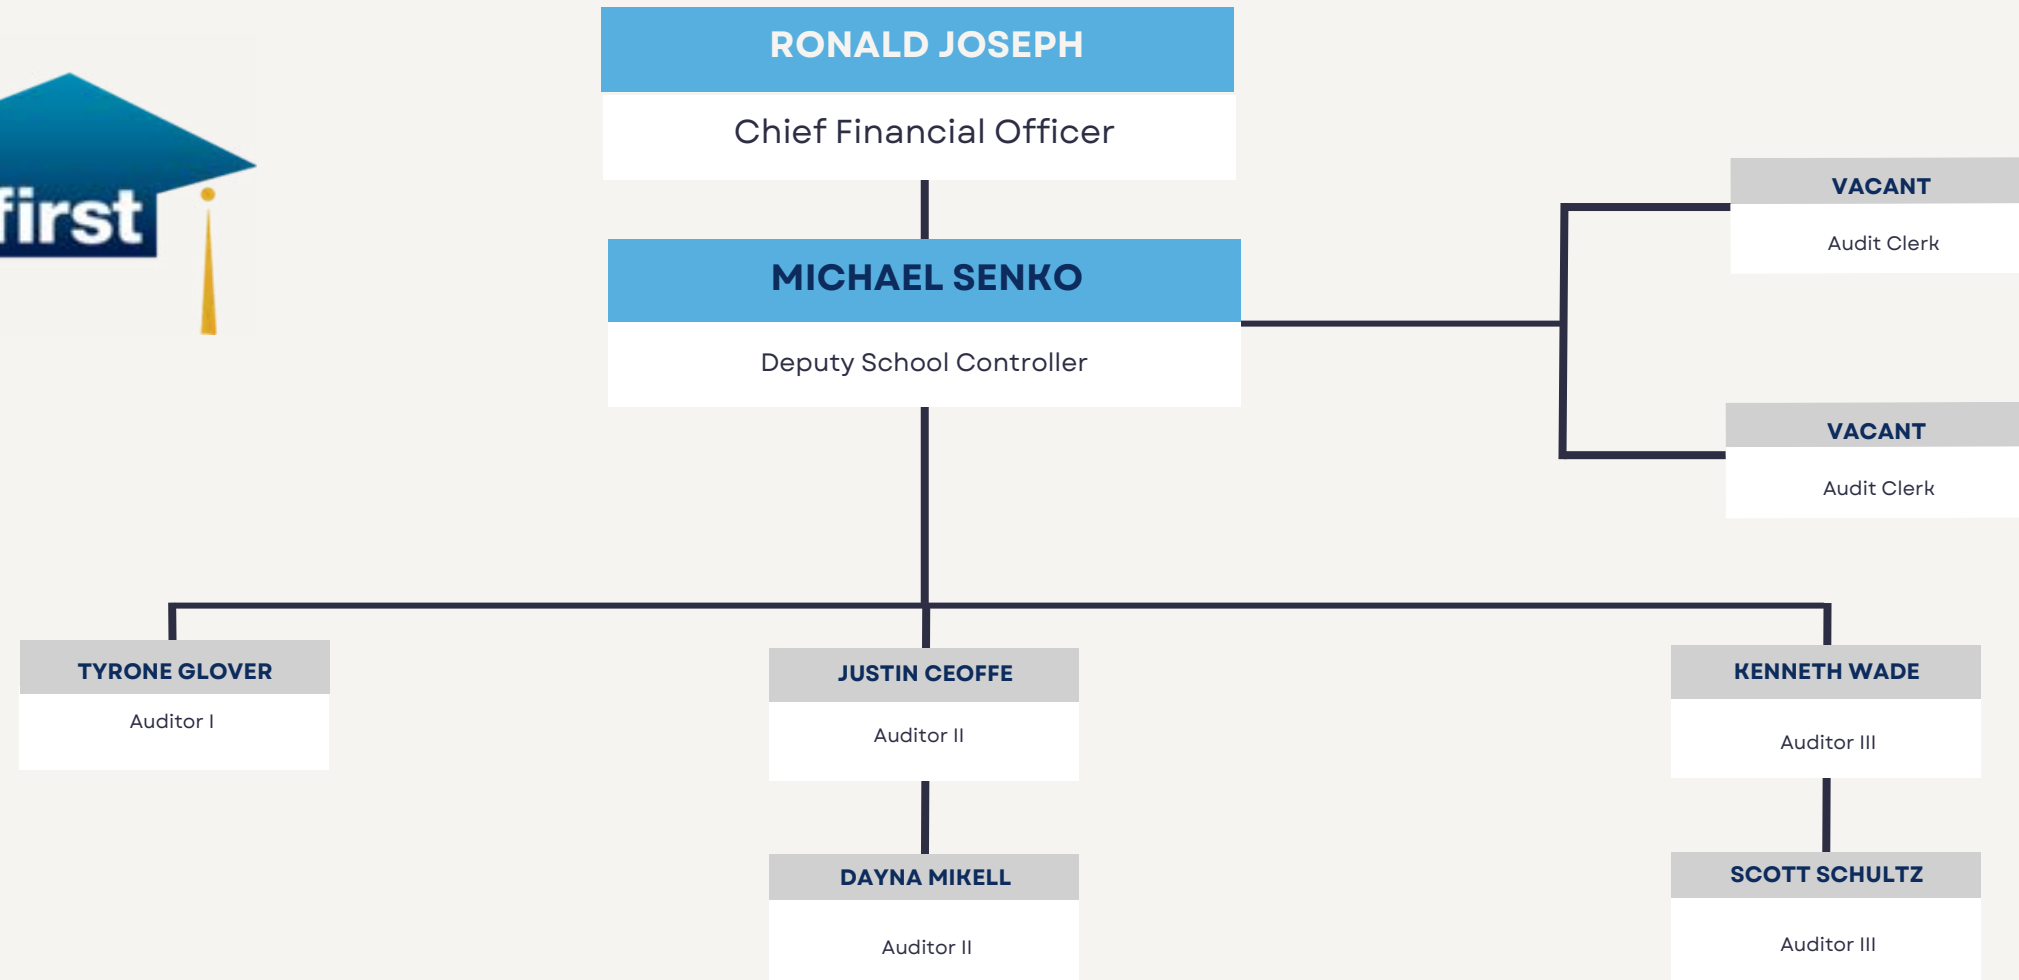 RONALD JOSEPH
Chief Financial Officer
first
VACANT
Audit Clerk
MICHAEL SENKO
Deputy School Controller
VACANT
Audit Clerk
TYRONE GLOVER
Auditor I
JUSTIN CEOFFE
Auditor II
KENNETH WADE
Auditor III
DAYNA MIKELL
Auditor II
SCOTT SCHULTZ
Auditor III